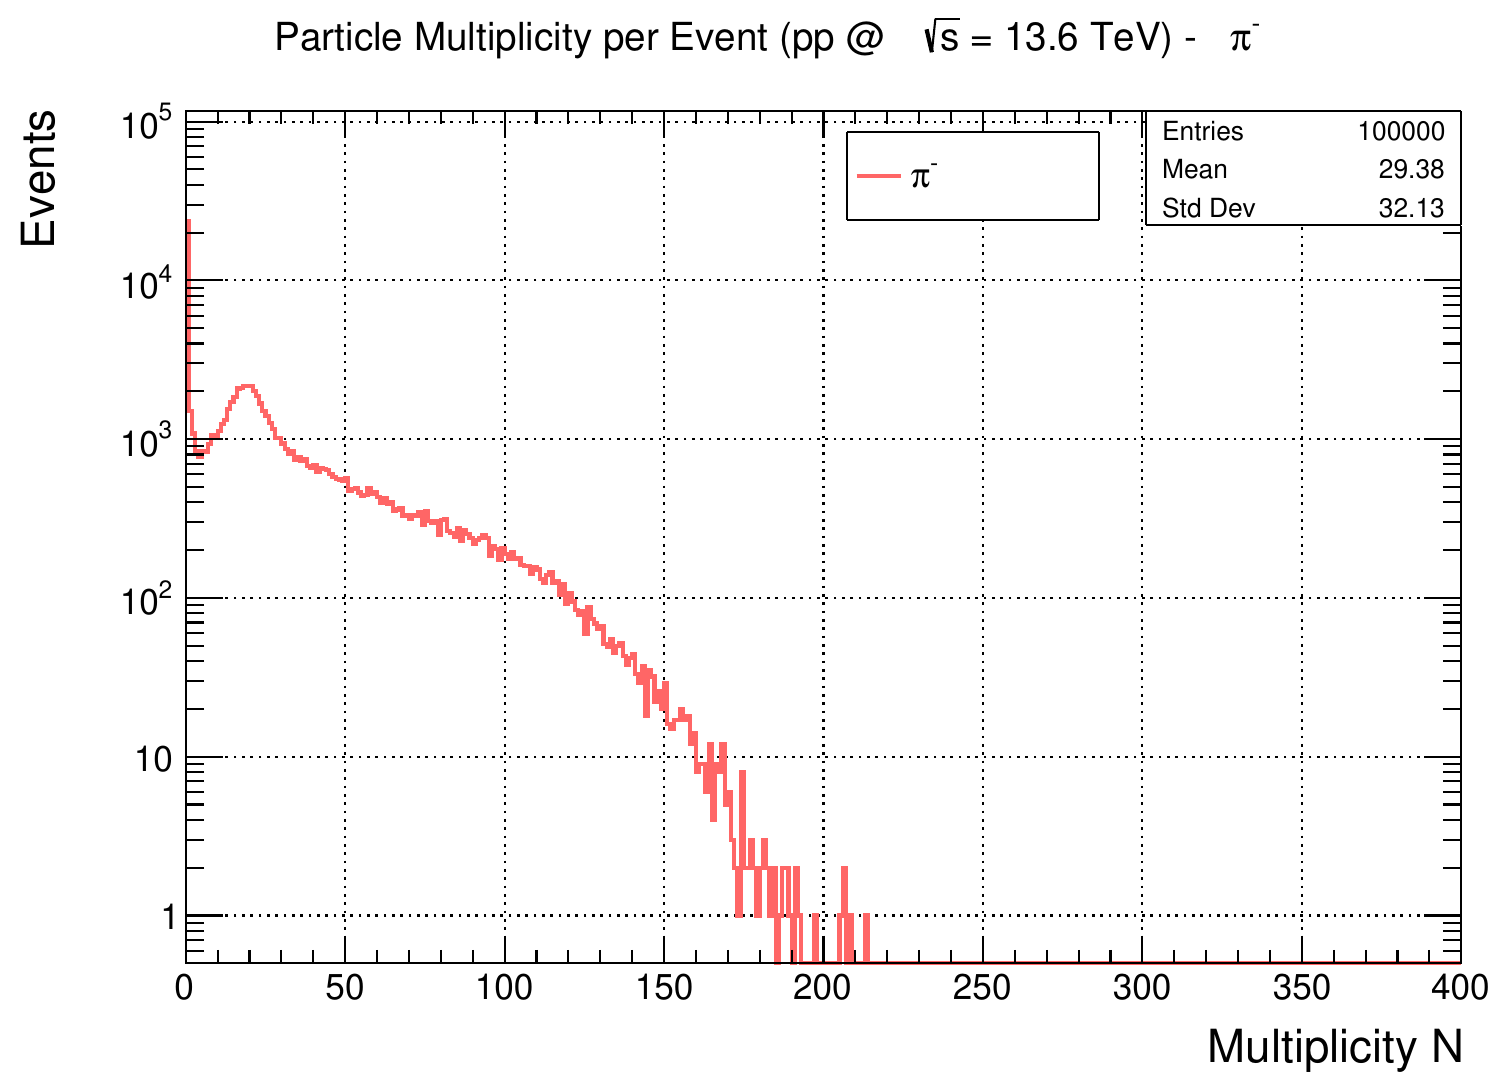 Particle Multiplicity per Event (pp @ √s = 13.6 TeV) - π⁻
Events
10⁵
10⁴
10³
10²
10
1
π⁻
Entries 100000
Mean 29.38
Std Dev 32.13
0 50 100 150 200 250 300 350 400
Multiplicity N